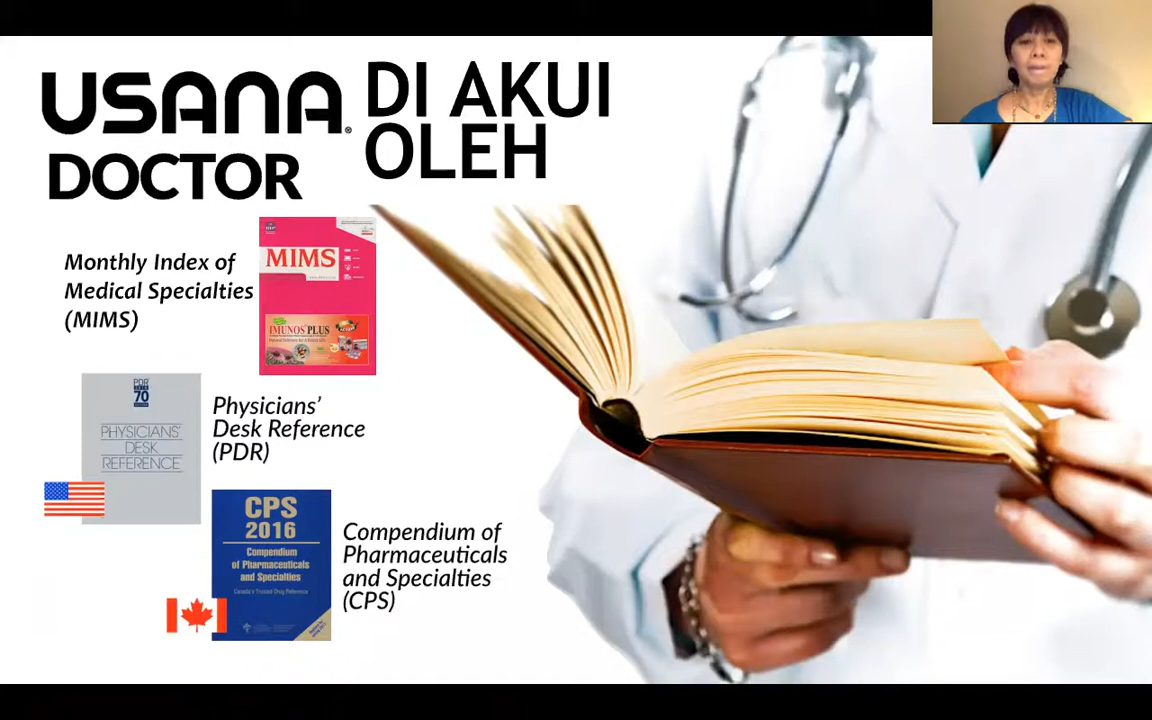 USANA® DI AKUI
DOCTOR OLEH
Monthly Index of
Medical Specialties
(MIMS)
MIMS
IMUNOS PLUS
PDR
70
PHYSICIANS'
DESK
REFERENCE
Physicians'
Desk Reference
(PDR)
CPS
2016
Compendium
of Pharmaceuticals
and Specialties
Canada's Trusted Drug Reference
Compendium of
Pharmaceuticals
and Specialties
(CPS)